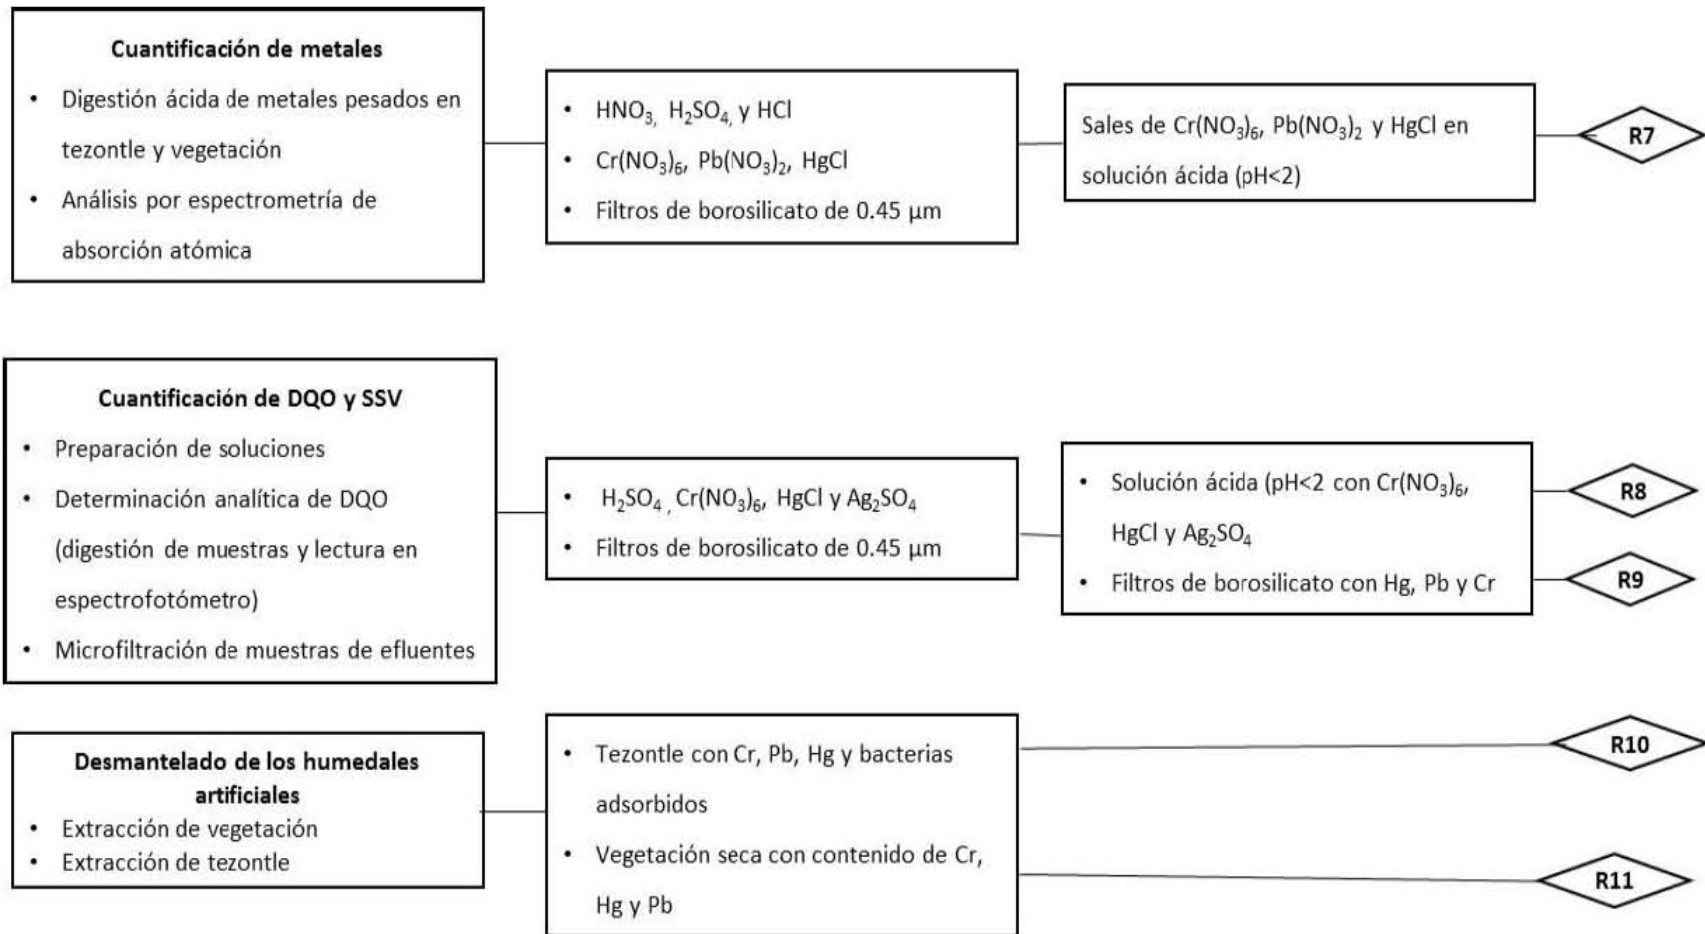 Cuantificación de metales
• Digestión ácida de metales pesados en
tezontle y vegetación
• Análisis por espectrometría de
absorción atómica
• HNO₃, H₂SO₄, y HCl
• Cr(NO₃)₆, Pb(NO₃)₂, HgCl
• Filtros de borosilicato de 0.45 µm
Sales de Cr(NO₃)₆, Pb(NO₃)₂ y HgCl en
solución ácida (pH<2)
R7
Cuantificación de DQO y SSV
• Preparación de soluciones
• Determinación analítica de DQO
(digestión de muestras y lectura en
espectrofotómetro)
• Microfiltración de muestras de efluentes
• H₂SO₄ , Cr(NO₃)₆, HgCl y Ag₂SO₄
• Filtros de borosilicato de 0.45 µm
• Solución ácida (pH<2 con Cr(NO₃)₆,
HgCl y Ag₂SO₄
• Filtros de borosilicato con Hg, Pb y Cr
R8
R9
Desmantelado de los humedales
artificiales
• Extracción de vegetación
• Extracción de tezontle
• Tezontle con Cr, Pb, Hg y bacterias
adsorbidos
• Vegetación seca con contenido de Cr,
Hg y Pb
R10
R11